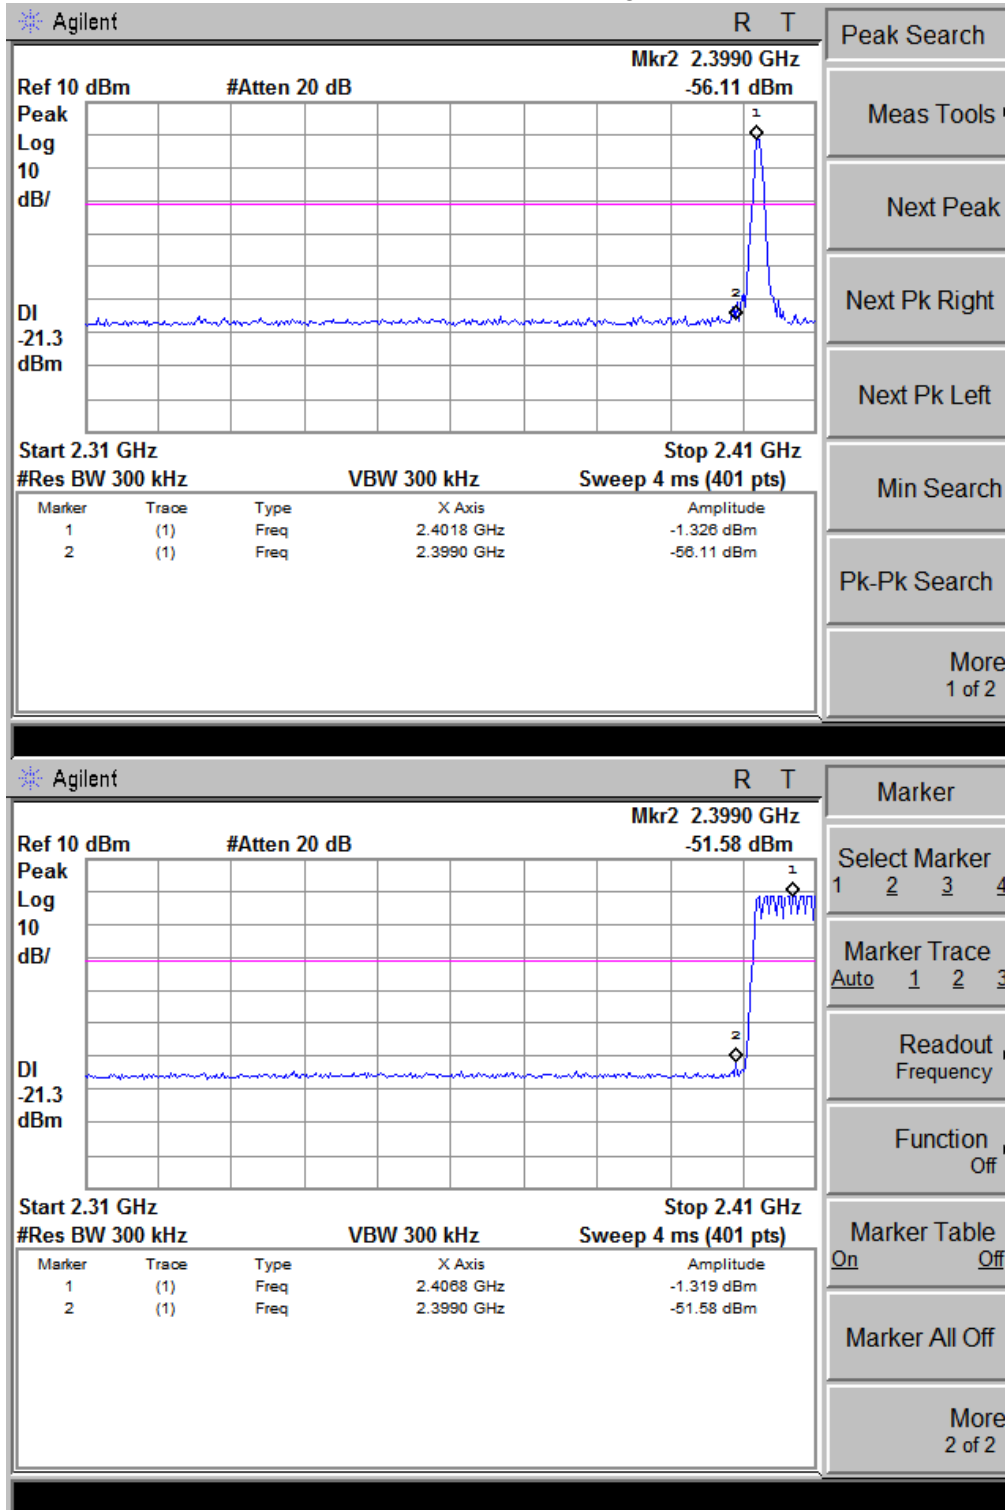 Agilent R T
Peak Search
Mkr2 2.3990 GHz
Ref 10 dBm #Atten 20 dB -56.11 dBm
Peak
Log
10
dB/
1
2
DI
-21.3
dBm
Start 2.31 GHz Stop 2.41 GHz
#Res BW 300 kHz VBW 300 kHz Sweep 4 ms (401 pts)
Marker Trace Type X Axis Amplitude
1 (1) Freq 2.4018 GHz -1.326 dBm
2 (1) Freq 2.3990 GHz -56.11 dBm
Meas Tools
Next Peak
Next Pk Right
Next Pk Left
Min Search
Pk-Pk Search
More
1 of 2
Agilent R T
Marker
Mkr2 2.3990 GHz
Ref 10 dBm #Atten 20 dB -51.58 dBm
Peak
Log
10
dB/
1
2
DI
-21.3
dBm
Start 2.31 GHz Stop 2.41 GHz
#Res BW 300 kHz VBW 300 kHz Sweep 4 ms (401 pts)
Marker Trace Type X Axis Amplitude
1 (1) Freq 2.4068 GHz -1.319 dBm
2 (1) Freq 2.3990 GHz -51.58 dBm
Select Marker
1 2 3 4
Marker Trace
Auto 1 2 3
Readout
Frequency
Function
Off
Marker Table
On Off
Marker All Off
More
2 of 2